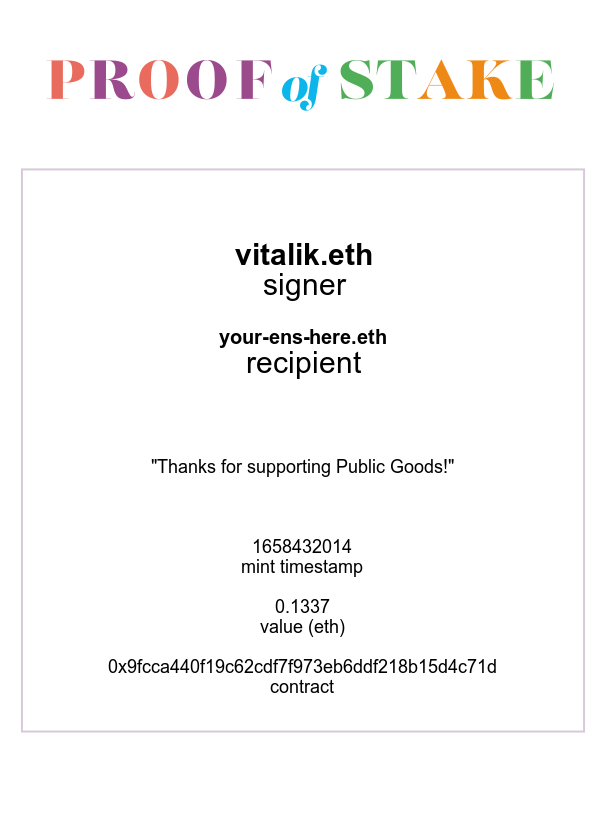 PROOF of STAKE
vitalik.eth
signer
your-ens-here.eth
recipient
"Thanks for supporting Public Goods!"
1658432014
mint timestamp
0.1337
value (eth)
0x9fcca440f19c62cdf7f973eb6ddf218b15d4c71d
contract